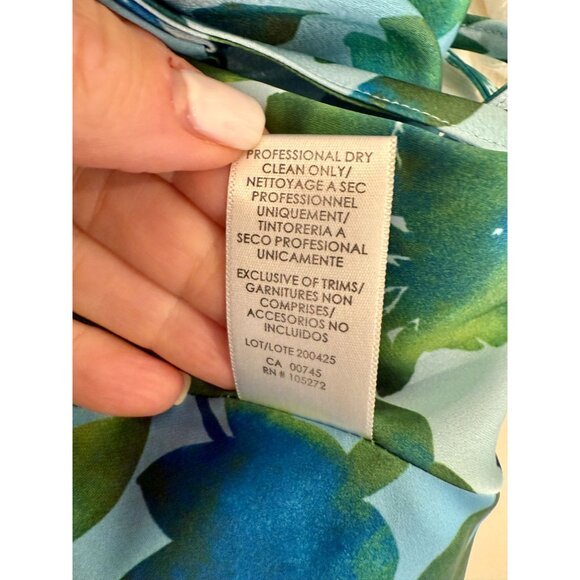 PROFESSIONAL DRY
CLEAN ONLY/
NETTOYAGE A SEC
PROFESSIONNEL
UNIQUEMENT/
TINTORERIA A
SECO PROFESIONAL
UNICAMENTE
EXCLUSIVE OF TRIMS/
GARNITURES NON
COMPRISES/
ACCESORIOS NO
INCLUIDOS
LOT/LOTE 200425
CA 00745
RN # 105272